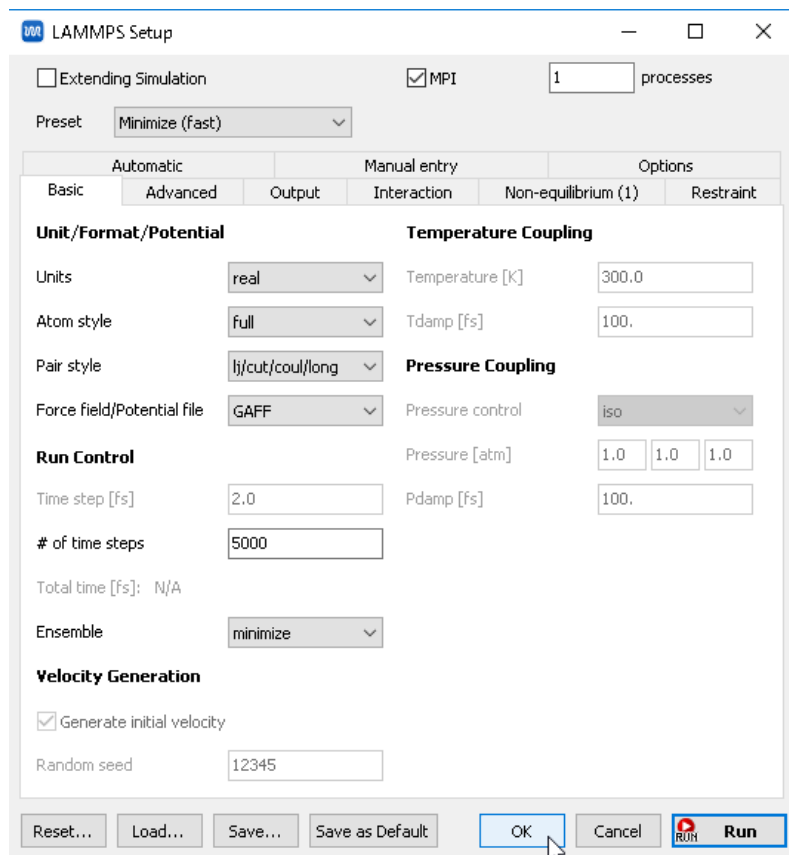 LAMMPS Setup
Extending Simulation
MPI
1
processes
Preset
Minimize (fast)
Automatic
Manual entry
Options
Basic
Advanced
Output
Interaction
Non-equilibrium (1)
Restraint
Unit/Format/Potential
Units
real
Atom style
full
Pair style
lj/cut/coul/long
Force field/Potential file
GAFF
Run Control
Time step [fs]
2.0
# of time steps
5000
Total time [fs]: N/A
Ensemble
minimize
Velocity Generation
Generate initial velocity
Random seed
12345
Temperature Coupling
Temperature [K]
300.0
Tdamp [fs]
100.
Pressure Coupling
Pressure control
iso
Pressure [atm]
1.0
1.0
1.0
Pdamp [fs]
100.
Reset...
Load...
Save...
Save as Default
OK
Cancel
RUN
Run